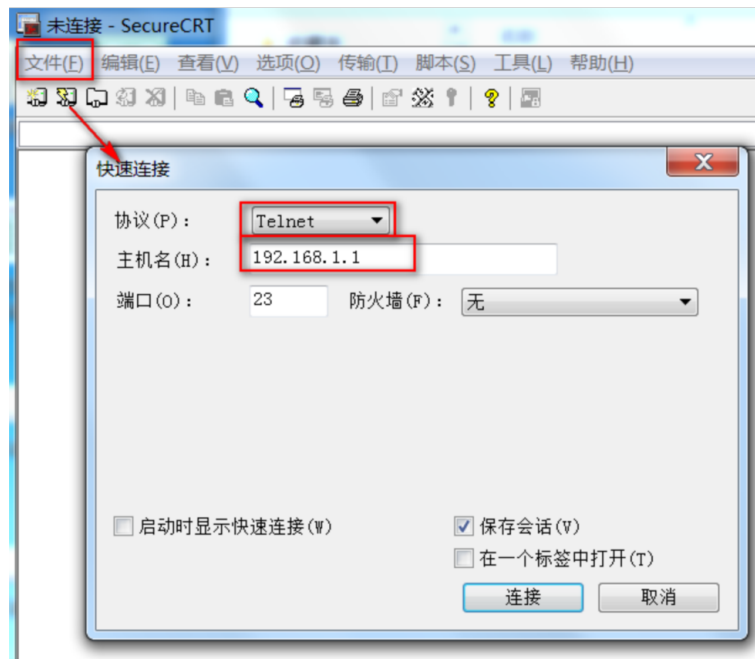 未连接 - SecureCRT
文件(F) 编辑(E) 查看(V) 选项(O) 传输(T) 脚本(S) 工具(L) 帮助(H)
快速连接
协议(P): Telnet
主机名(H): 192.168.1.1
端口(O): 23 防火墙(F): 无
启动时显示快速连接(W) 保存会话(V)
在一个标签中打开(T)
连接 取消